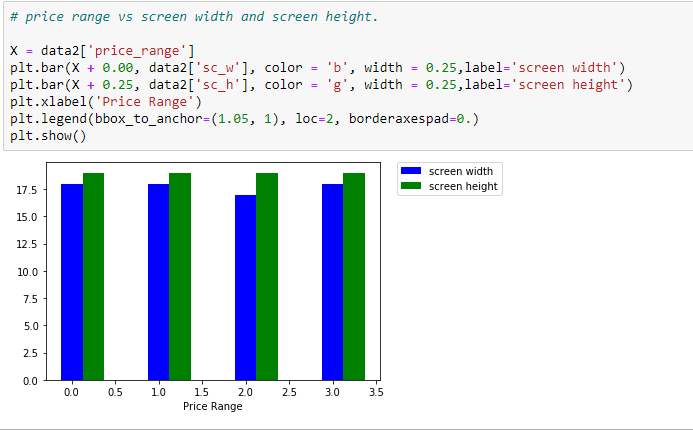 # price range vs screen width and screen height.
X = data2['price_range']
plt.bar(X + 0.00, data2['sc_w'], color = 'b', width = 0.25,label='screen width')
plt.bar(X + 0.25, data2['sc_h'], color = 'g', width = 0.25,label='screen height')
plt.xlabel('Price Range')
plt.legend(bbox_to_anchor=(1.05, 1), loc=2, borderaxespad=0.)
plt.show()
screen width
screen height
17.5
15.0
12.5
10.0
7.5
5.0
2.5
0.0
0.0 0.5 1.0 1.5 2.0 2.5 3.0 3.5
Price Range